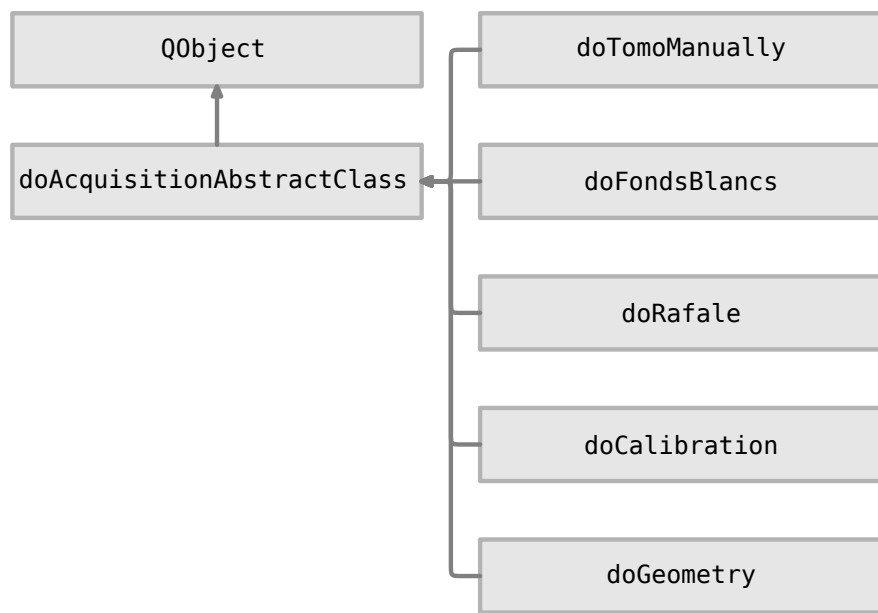 QObject
doAcquisitionAbstractClass
doTomoManually
doFondsBlancs
doRafale
doCalibration
doGeometry